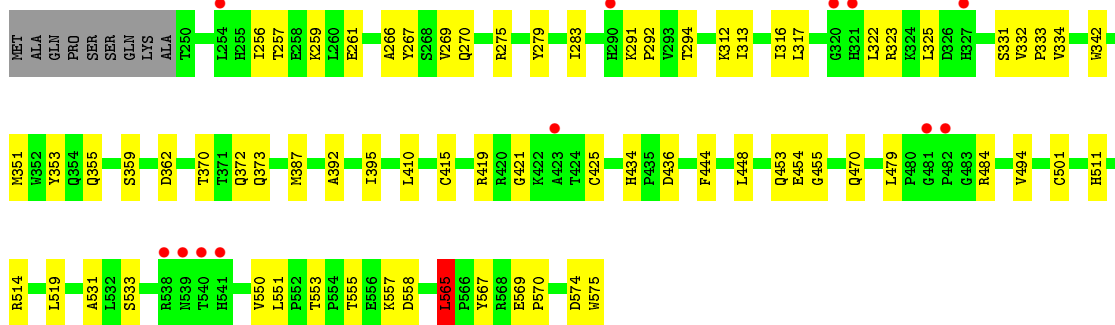 MET ALA GLN PRO SER SER GLN LYS ALA T250 L254 H255 I256 T257 E258 K259 L260 E261 A266 Y267 S268 V269 Q270 R275 Y279 I283 H290 K291 P292 V293 T294 K312 I313 I316 L317 G320 H321 L322 R323 K324 L325 D326 H327 S331 V332 P333 V334 W342
M351 W352 Y353 Q354 Q355 S359 D362 T370 T371 Q372 Q373 M387 A392 I395 L410 C415 R419 R420 G421 K422 A423 T424 C425 H434 P435 D436 F444 L448 Q453 E454 G455 Q470 L479 P480 G481 P482 G483 R484 V494 C501 H511
R514 L519 A531 L532 S533 R538 N539 T540 H541 V550 L551 P552 T553 P554 T555 E556 K557 D558 L565 P566 Y567 R568 E569 P570 D574 W575